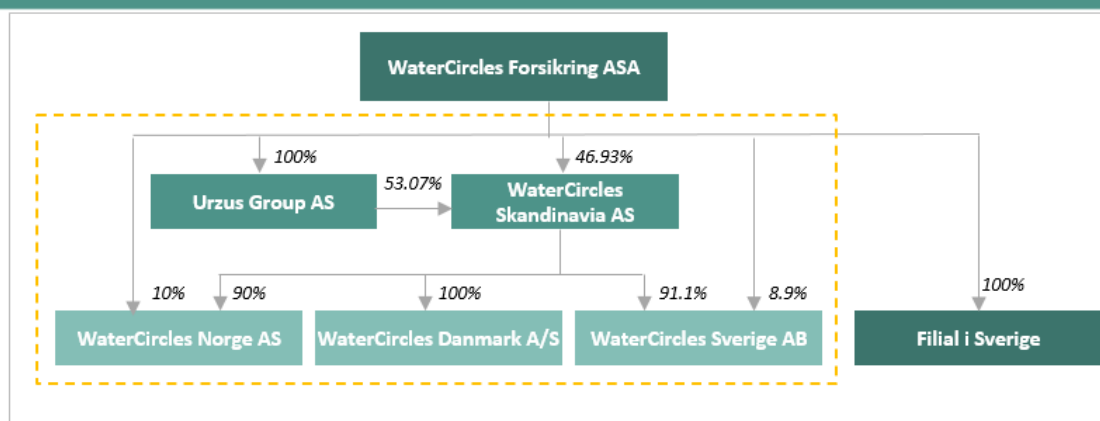 WaterCircles Forsikring ASA
100%
46.93%
Urzus Group AS
53.07%
WaterCircles
Skandinavia AS
10%
90%
100%
91.1%
8.9%
100%
WaterCircles Norge AS
WaterCircles Danmark A/S
WaterCircles Sverige AB
Filial i Sverige